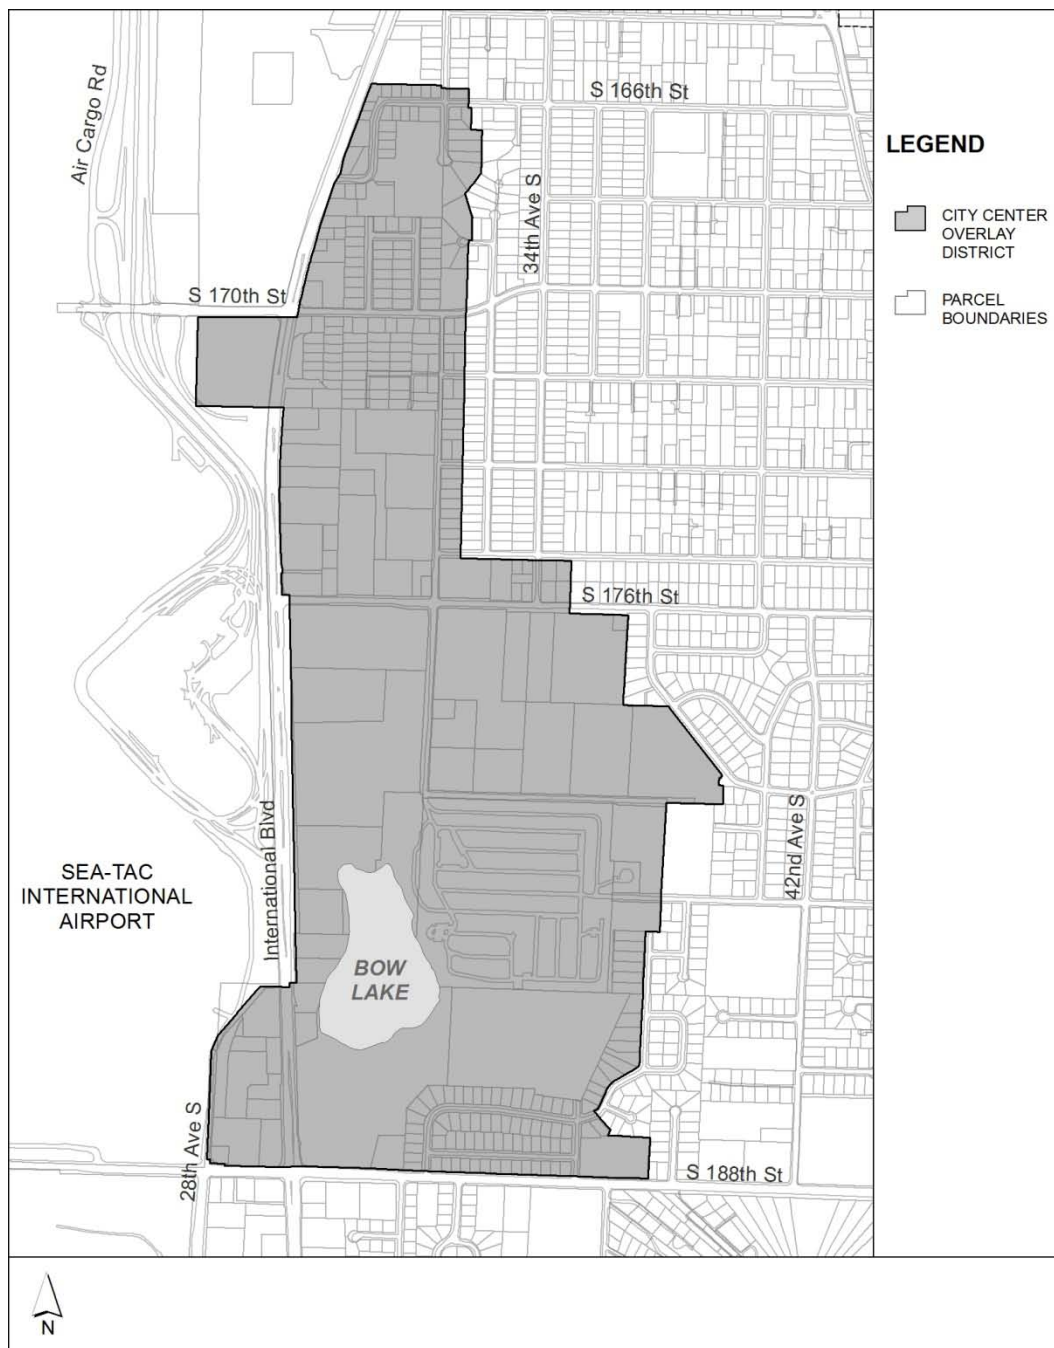 S 166th St
Air Cargo Rd
LEGEND
34th Ave S
CITY CENTER
OVERLAY
DISTRICT
S 170th St
PARCEL
BOUNDARIES
S 176th St
International Blvd
42nd Ave S
SEA-TAC
INTERNATIONAL
AIRPORT
BOW
LAKE
28th Ave S
S 188th St
N